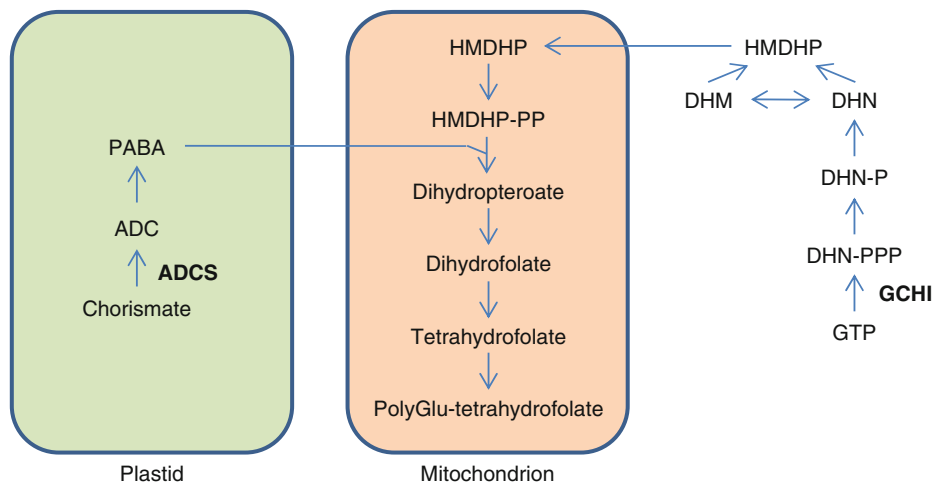 PABA
ADC
ADCS
Chorismate
Plastid
HMDHP
HMDHP-PP
Dihydropteroate
Dihydrofolate
Tetrahydrofolate
PolyGlu-tetrahydrofolate
Mitochondrion
HMDHP
DHM
DHN
DHN-P
DHN-PPP
GCHI
GTP